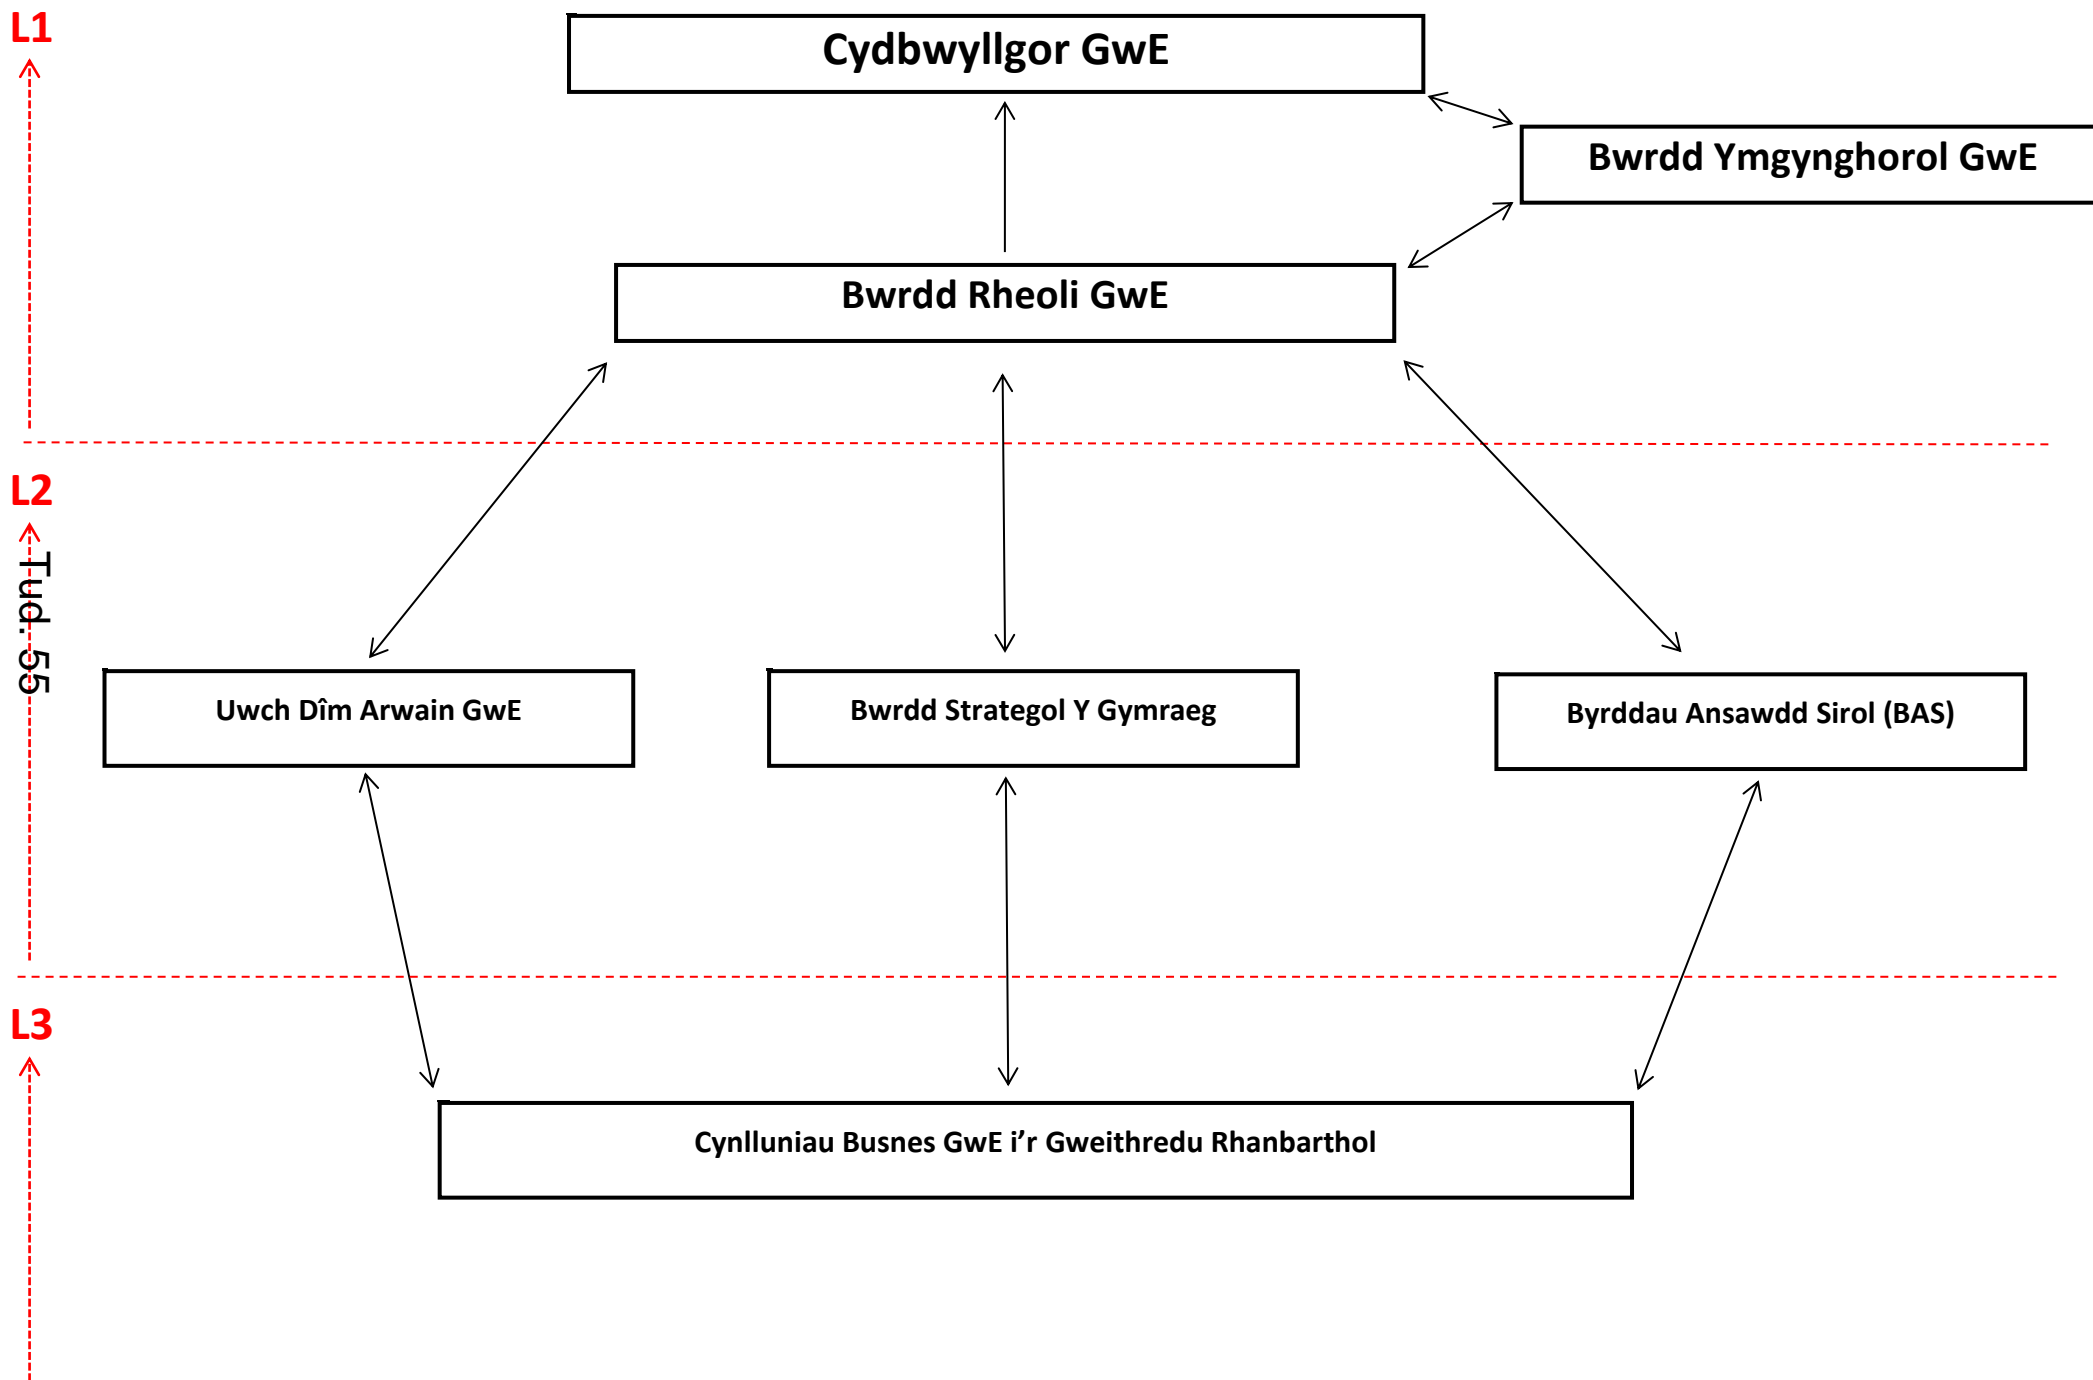 L1
Cydbwyllgor GwE
Bwrdd Ymgynghorol GwE
Bwrdd Rheoli GwE
L2
Tud. 55
Uwch Dîm Arwain GwE
Bwrdd Strategol Y Gymraeg
Byrddau Ansawdd Sirol (BAS)
L3
Cynlluniau Busnes GwE i’r Gweithredu Rhanbarthol